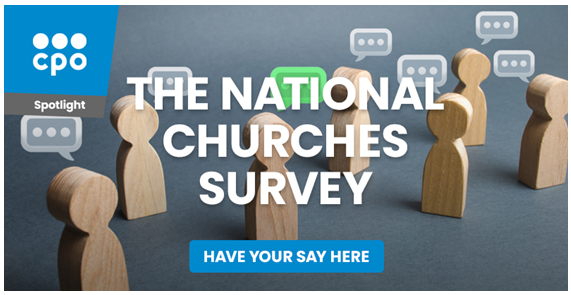 cpo
Spotlight
THE NATIONAL
CHURCHES
SURVEY
HAVE YOUR SAY HERE